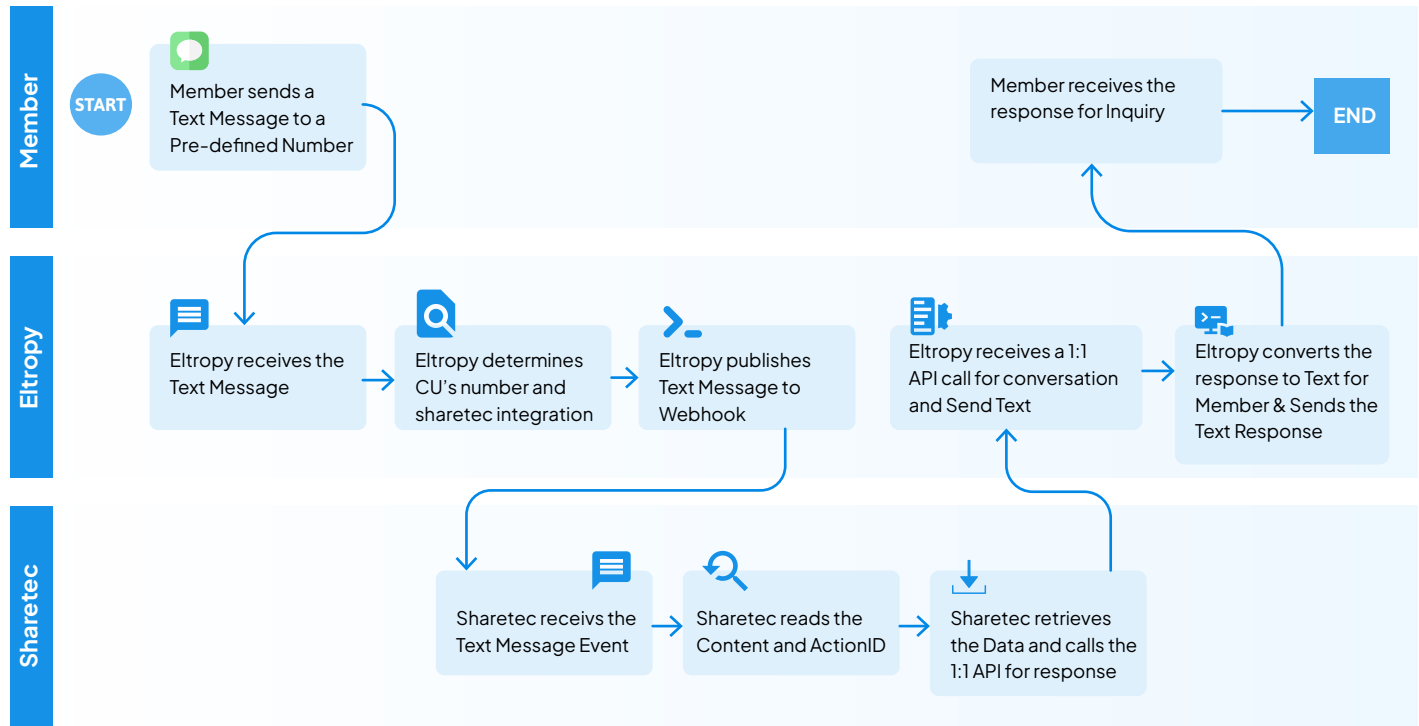 Member
START
Member sends a
Text Message to a
Pre-defined Number
Member receives the
response for Inquiry
END
Eltropy
Eltropy receives the
Text Message
Eltropy determines
CU's number and
sharetec integration
Eltropy publishes
Text Message to
Webhook
Eltropy receives a 1:1
API call for conversation
and Send Text
Eltropy converts the
response to Text for
Member & Sends the
Text Response
Sharetec
Sharetec receivs the
Text Message Event
Sharetec reads the
Content and ActionID
Sharetec retrieves
the Data and calls the
1:1 API for response